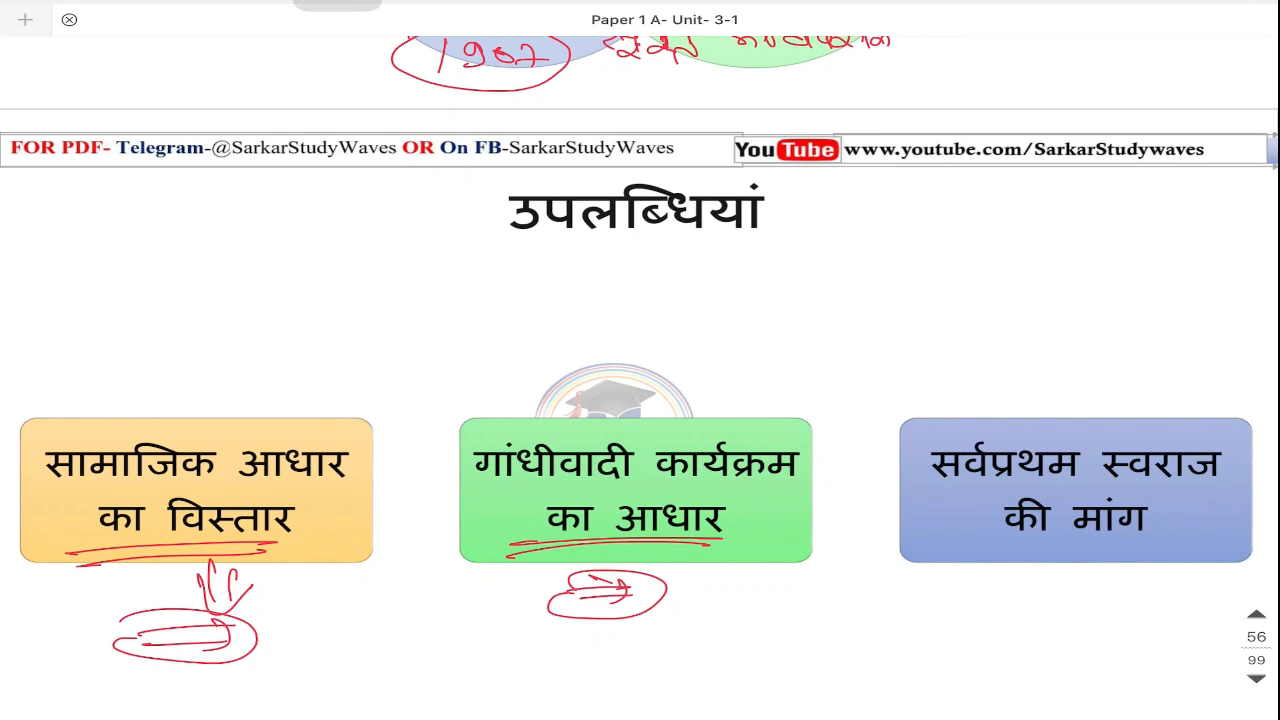 Paper 1 A- Unit- 3-1
1907
FOR PDF- Telegram-@SarkarStudyWaves OR On FB-SarkarStudyWaves
YouTube www.youtube.com/SarkarStudywaves
उपलब्धियां
सामाजिक आधार
का विस्तार
गांधीवादी कार्यक्रम
का आधार
सर्वप्रथम स्वराज
की मांग
56
99